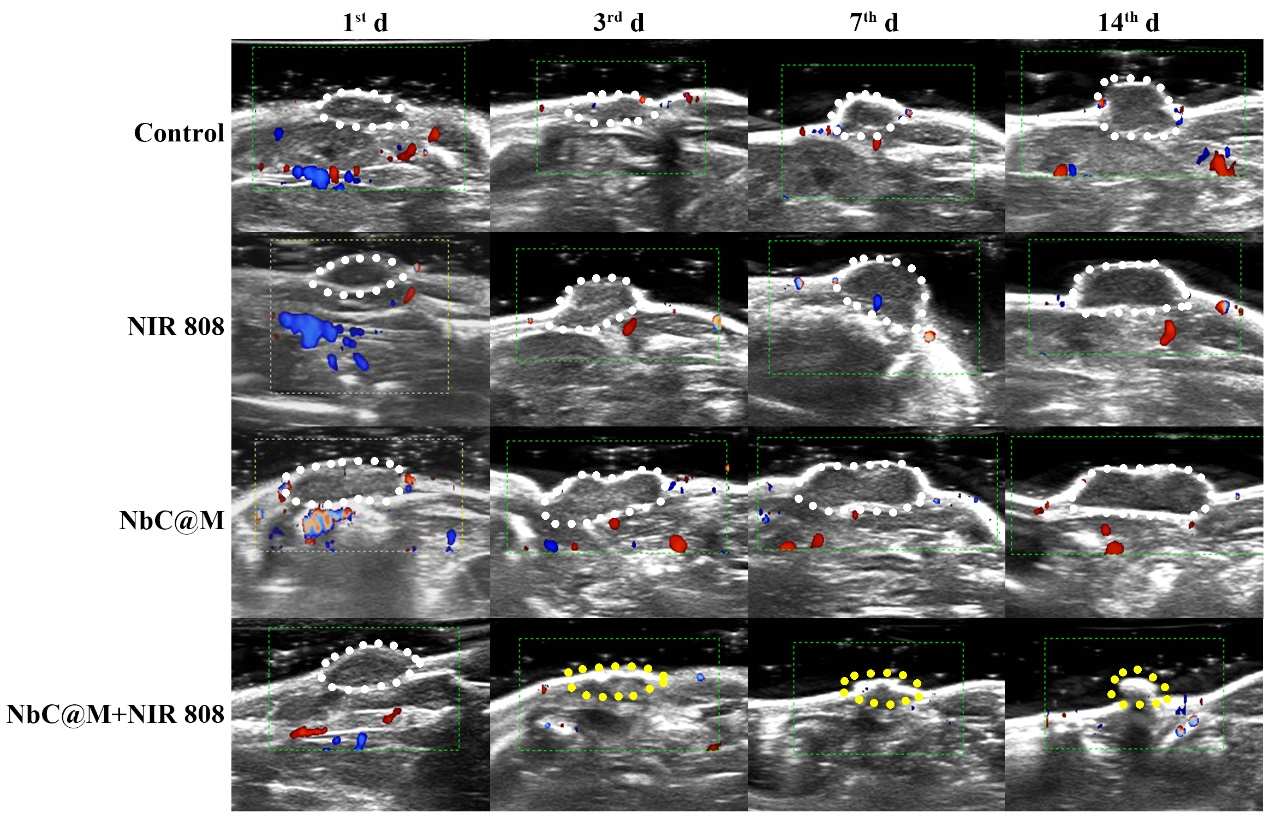 1st d 3rd d 7th d 14th d
Control
NIR 808
NbC@M
NbC@M+NIR 808